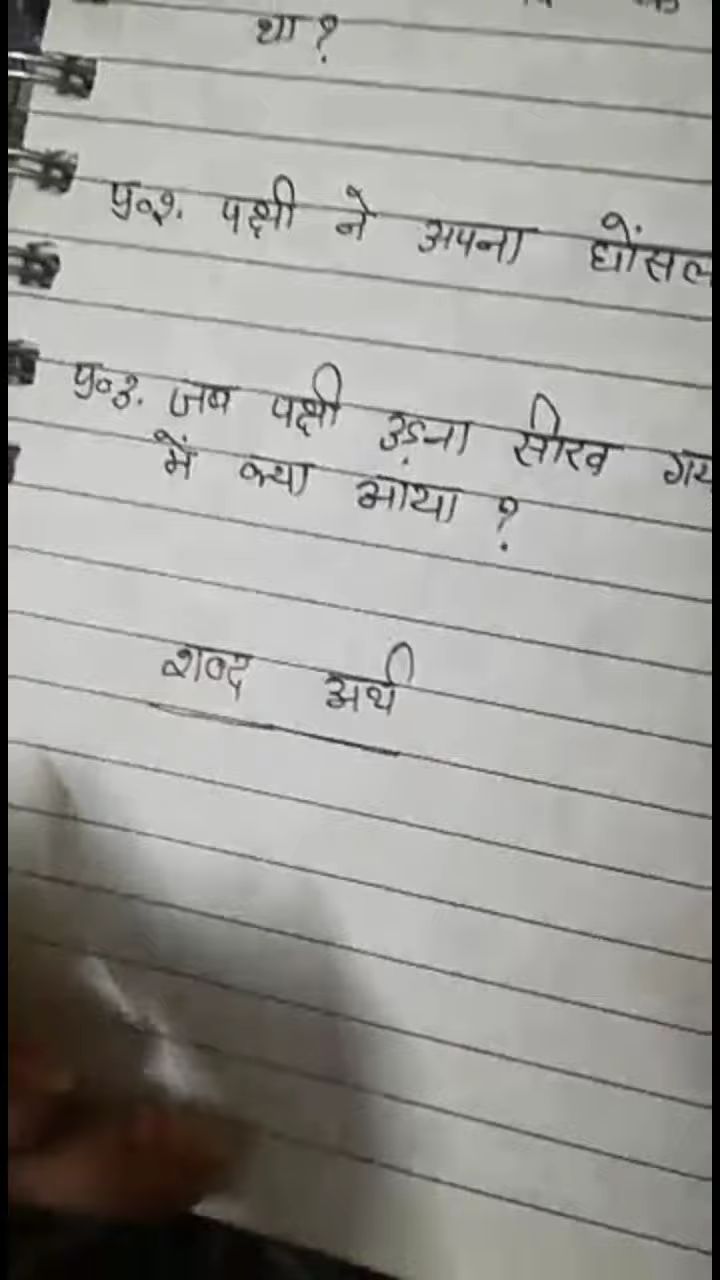 था?
प्र०२. पक्षी ने अपना घोंसल
प्र०३. जब पक्षी उड़ना सीख गय
में क्या आया ?
शब्द अर्थ